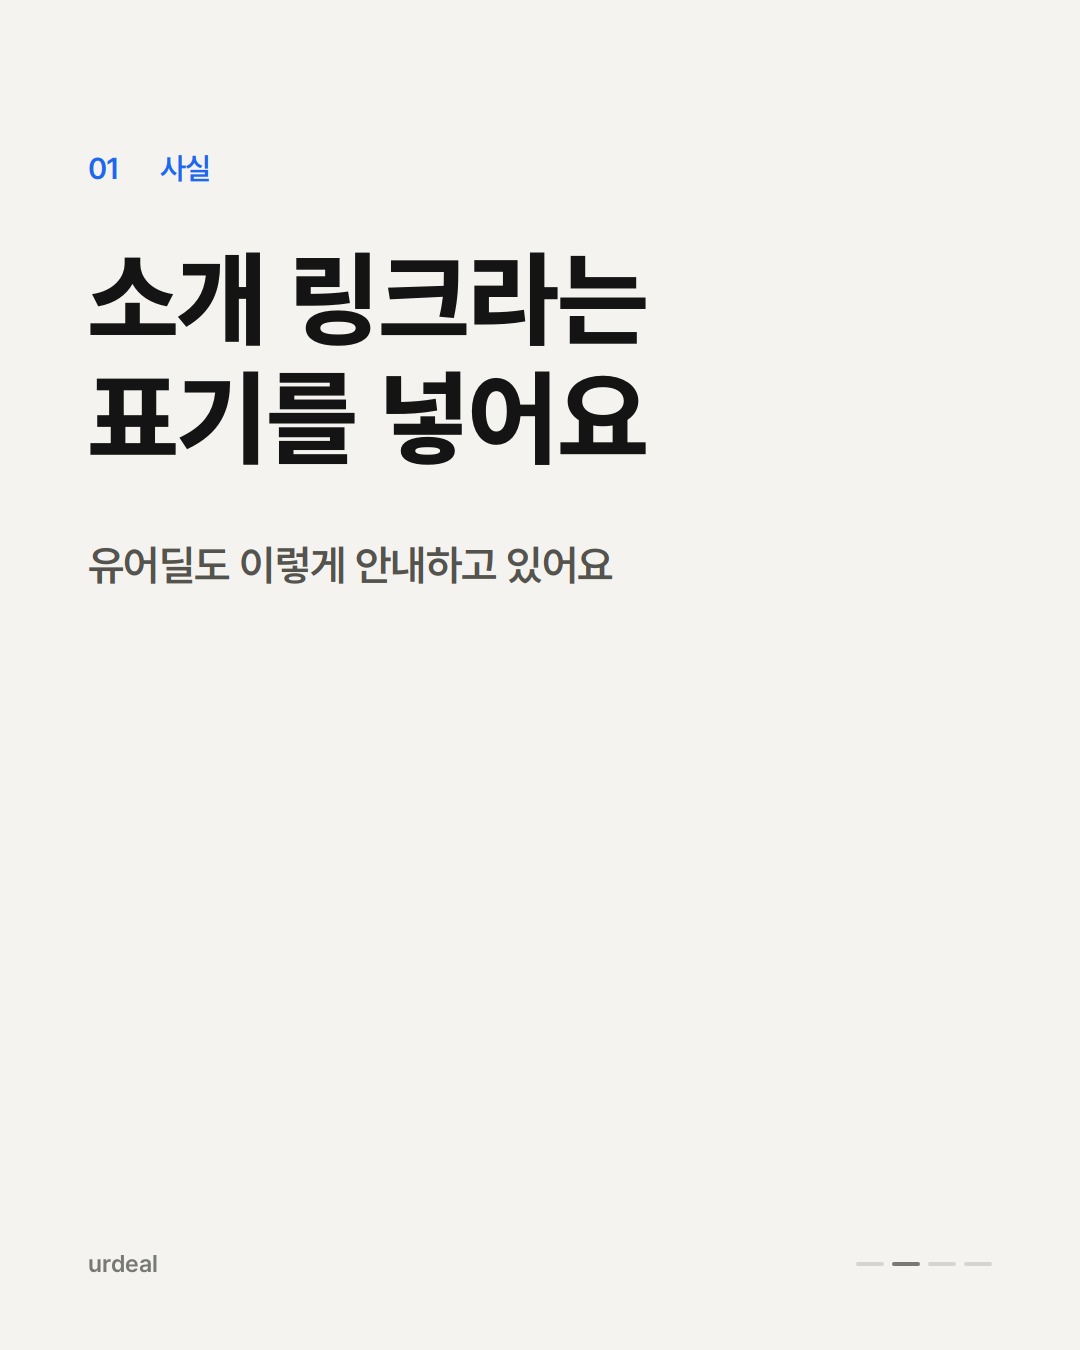 01 사실
소개 링크라는
표기를 넣어요
유어딜도 이렇게 안내하고 있어요
urdeal